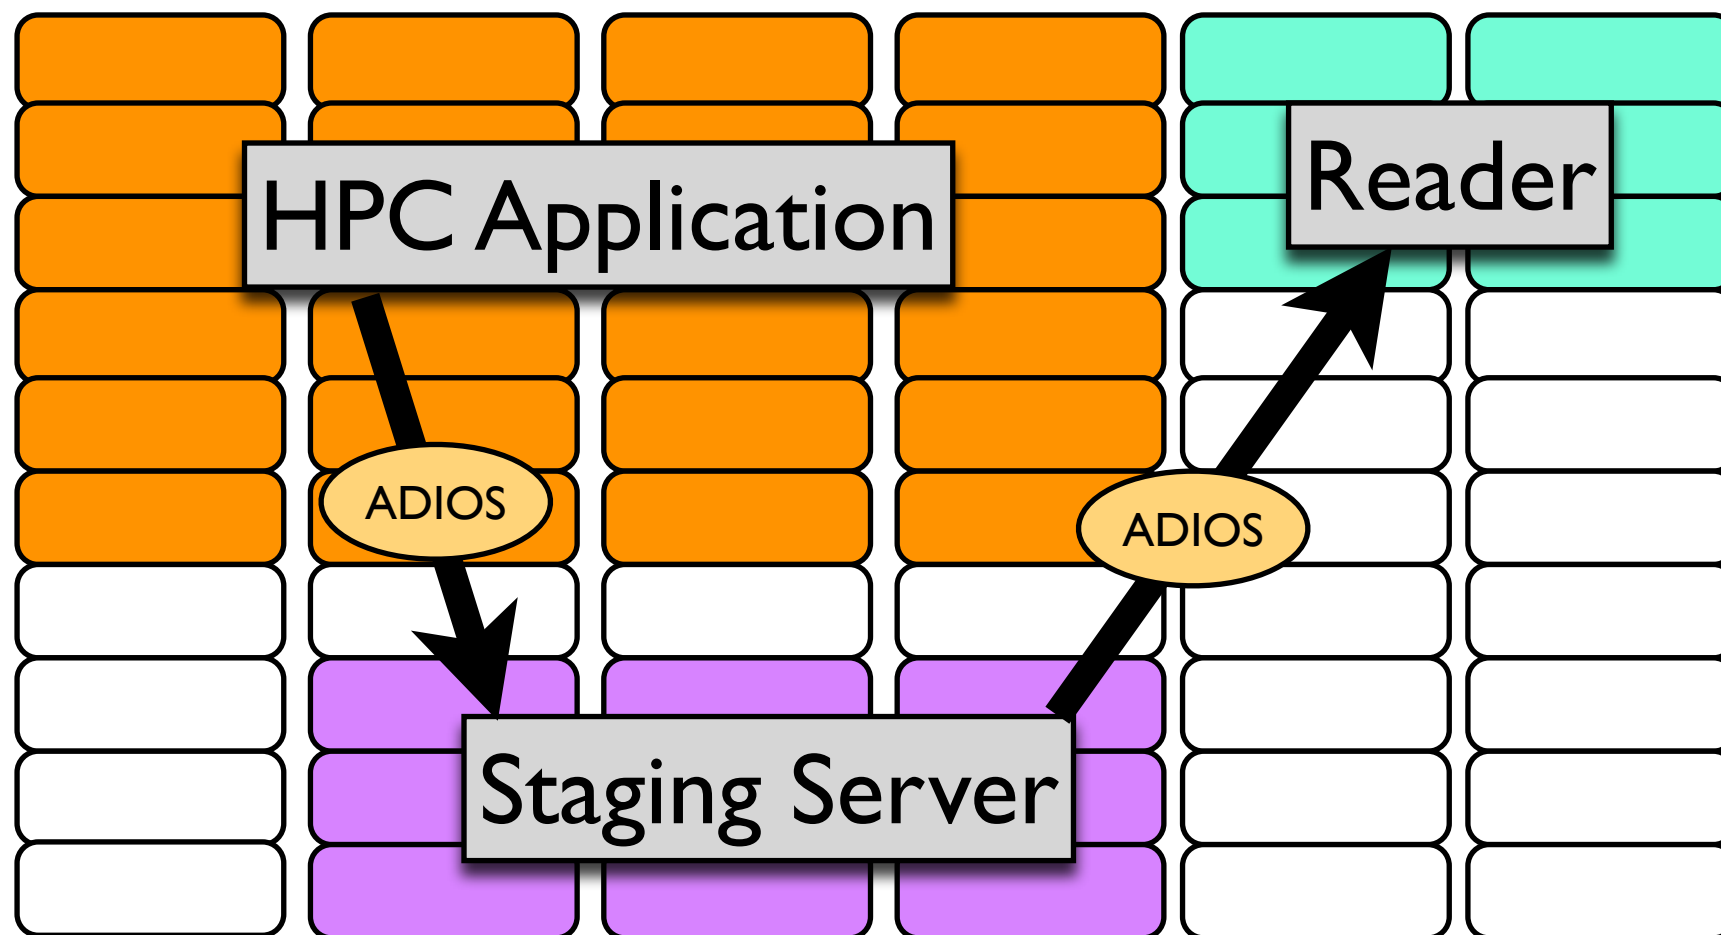 HPC Application
Reader
ADIOS
ADIOS
Staging Server